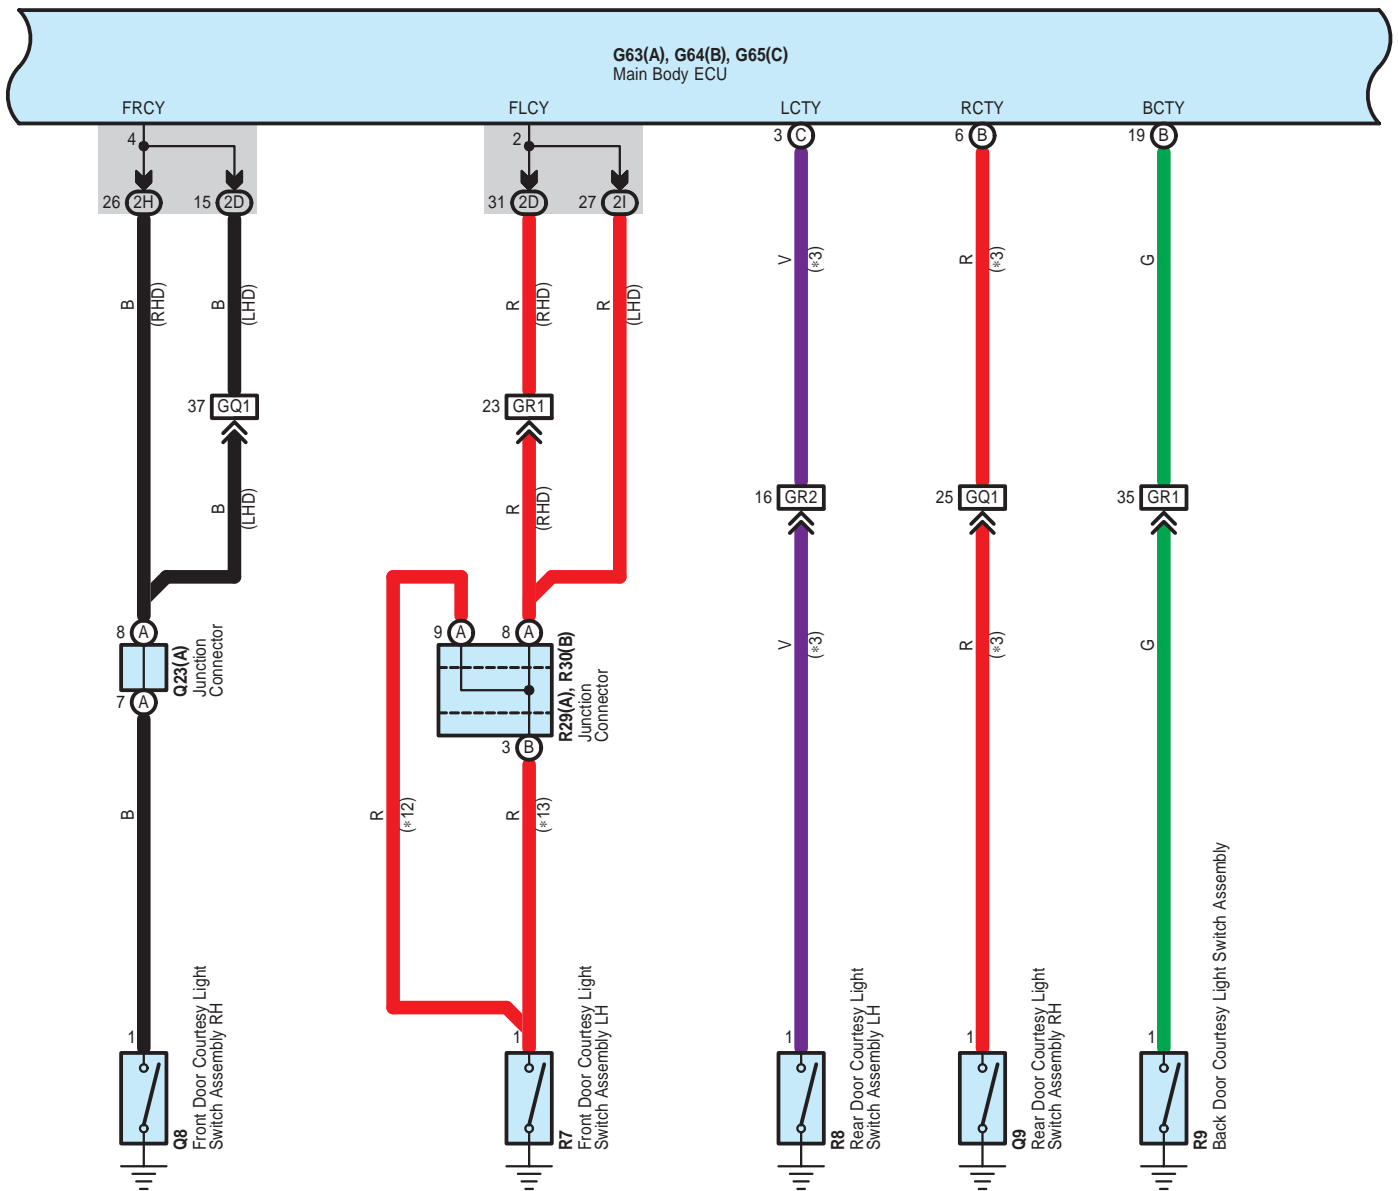 G63(A), G64(B), G65(C)
Main Body ECU
FRCY
FLCY
LCTY
RCTY
BCTY
4
2
3 C
6 B
19 B
26 2H
15 2D
31 2D
27 2I
B
(RHD)
B
(LHD)
R
(RHD)
R
(LHD)
V
(*3)
R
(*3)
G
37 GQ1
23 GR1
16 GR2
25 GQ1
35 GR1
B
(LHD)
R
(RHD)
8 A
9 A
8 A
Q23(A)
Junction
Connector
R29(A), R30(B)
Junction
Connector
V
(*3)
R
(*3)
G
7 A
3 B
B
R
(*12)
R
(*13)
1
1
1
1
1
Q8
Front Door Courtesy Light
Switch Assembly RH
R7
Front Door Courtesy Light
Switch Assembly LH
R8
Rear Door Courtesy Light
Switch Assembly LH
Q9
Rear Door Courtesy Light
Switch Assembly RH
R9
Back Door Courtesy Light Switch Assembly